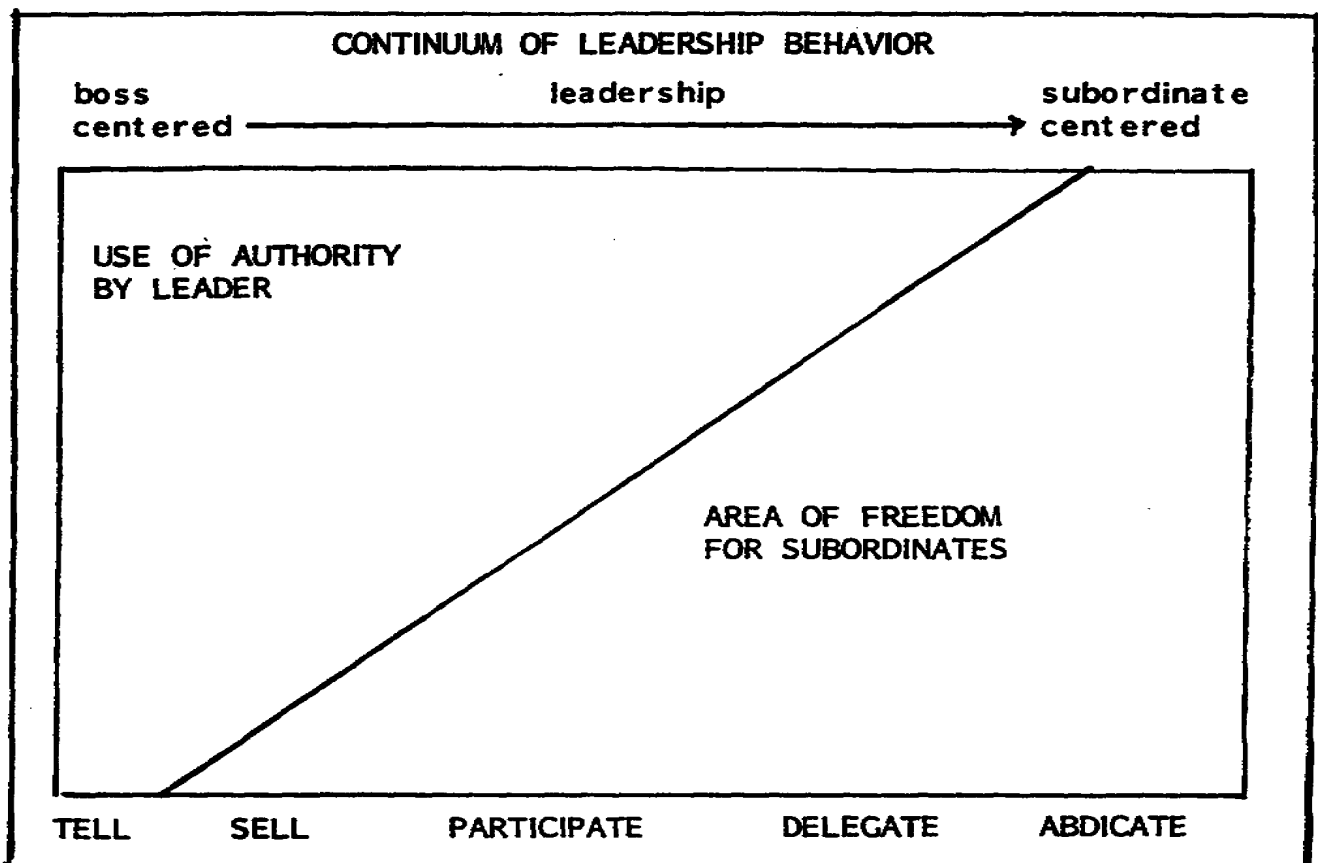 CONTINUUM OF LEADERSHIP BEHAVIOR
boss
centered
leadership
subordinate
centered
USE OF AUTHORITY
BY LEADER
AREA OF FREEDOM
FOR SUBORDINATES
TELL SELL PARTICIPATE DELEGATE ABDICATE